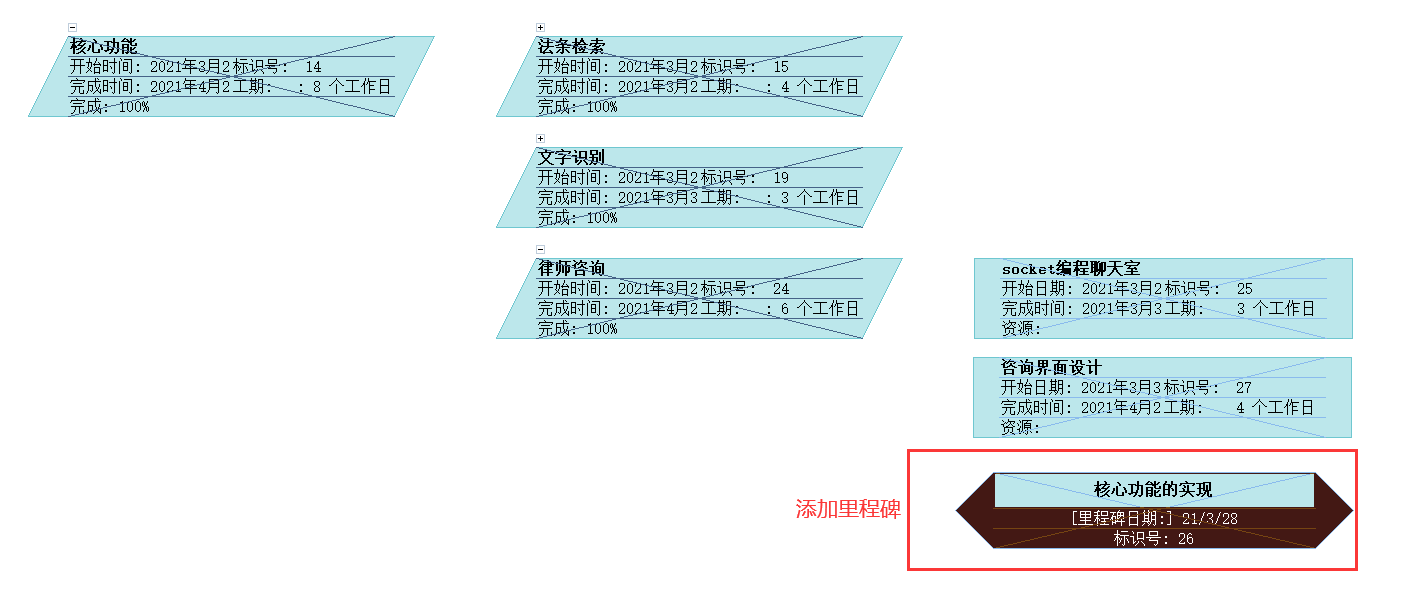 核心功能
开始时间: 2021年3月2标识号: 14
完成时间: 2021年4月2工期: : 8 个工作日
完成: 100%
法条检索
开始时间: 2021年3月2标识号: 15
完成时间: 2021年3月2工期: : 4 个工作日
完成: 100%
文字识别
开始时间: 2021年3月2标识号: 19
完成时间: 2021年3月3工期: : 3 个工作日
完成: 100%
律师咨询
开始时间: 2021年3月2标识号: 24
完成时间: 2021年4月2工期: : 6 个工作日
完成: 100%
socket编程聊天室
开始日期: 2021年3月2标识号: 25
完成时间: 2021年3月3工期: 3 个工作日
资源:
咨询界面设计
开始日期: 2021年3月3标识号: 27
完成时间: 2021年4月2工期: 4 个工作日
资源:
添加里程碑
核心功能的实现
[里程碑日期:] 21/3/28
标识号: 26